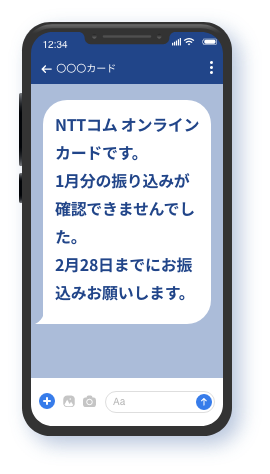 12:34
〇〇〇カード
NTTコム オンライン
カードです。
1月分の振り込みが
確認できませんでし
た。
2月28日までにお振
込みお願いします。
Aa